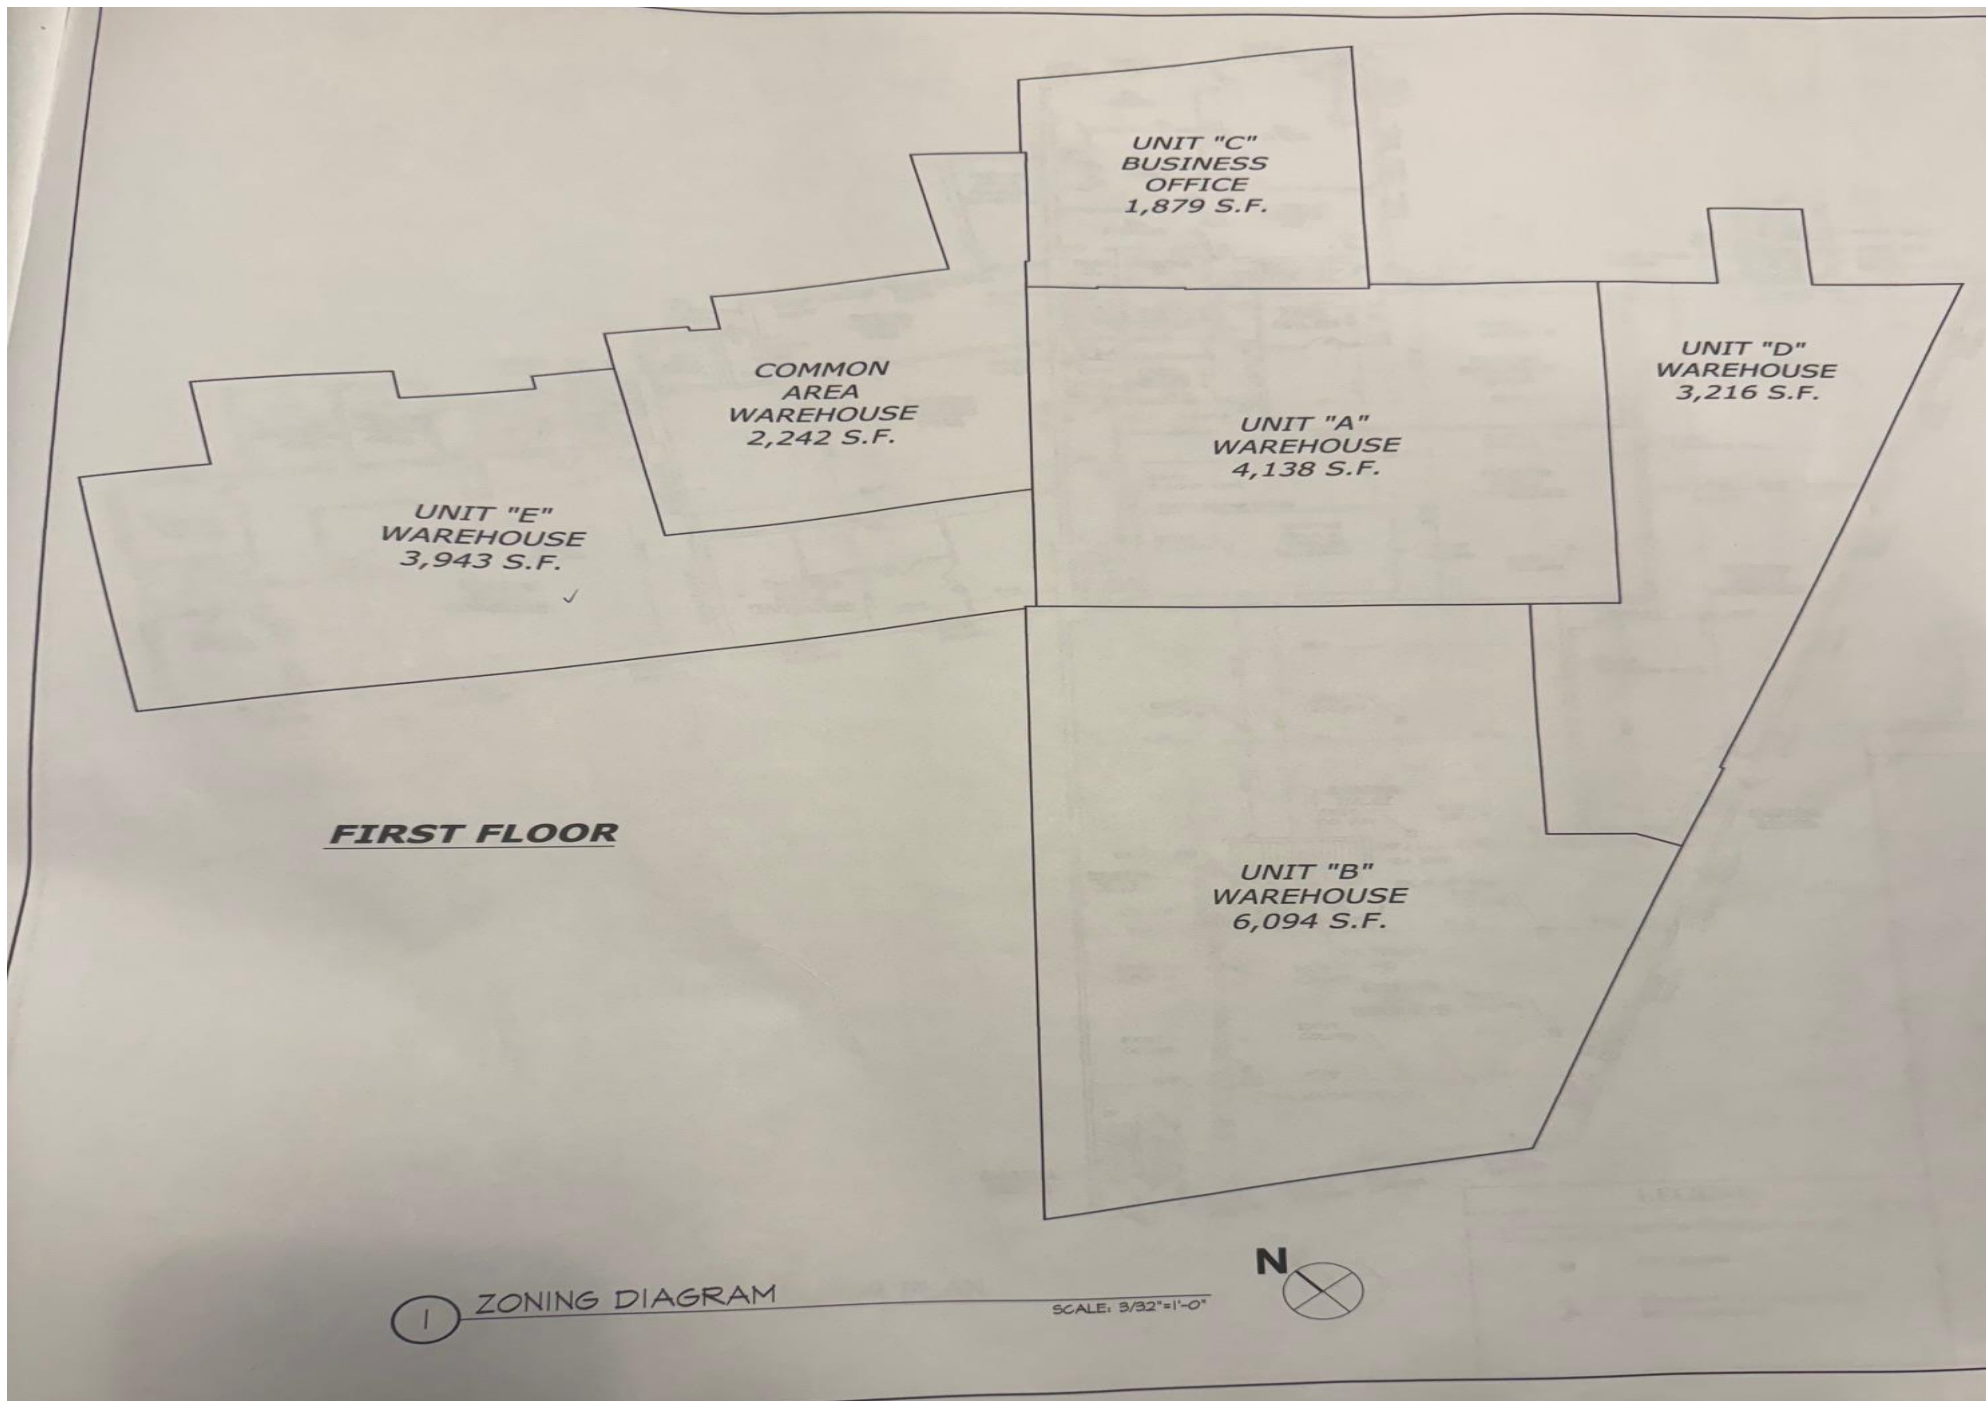 UNIT "C"
BUSINESS
OFFICE
1,879 S.F.
COMMON
AREA
WAREHOUSE
2,242 S.F.
UNIT "D"
WAREHOUSE
3,216 S.F.
UNIT "A"
WAREHOUSE
4,138 S.F.
UNIT "E"
WAREHOUSE
3,943 S.F.
FIRST FLOOR
UNIT "B"
WAREHOUSE
6,094 S.F.
N
1 ZONING DIAGRAM
SCALE: 3/32"=1'-0"